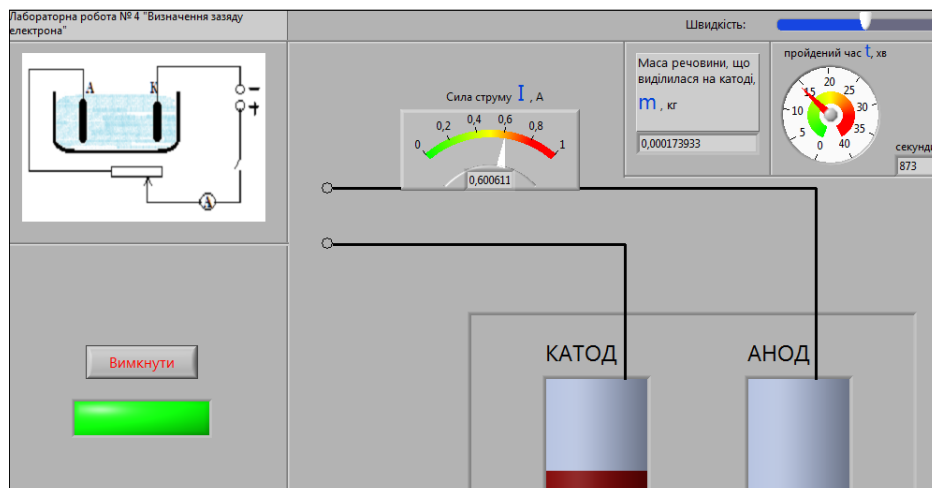 Лабораторна робота № 4 "Визначення зазяду
електрона"
Швидкість:
A
K
A
Сила струму I , А
0
0,2
0,4
0,6
0,8
1
0,600611
Маса речовини, що
виділилася на катоді,
m , кг
0,000173933
пройдений час t, хв
0
5
10
15
20
25
30
35
40
секунди
873
Вимкнути
КАТОД
АНОД